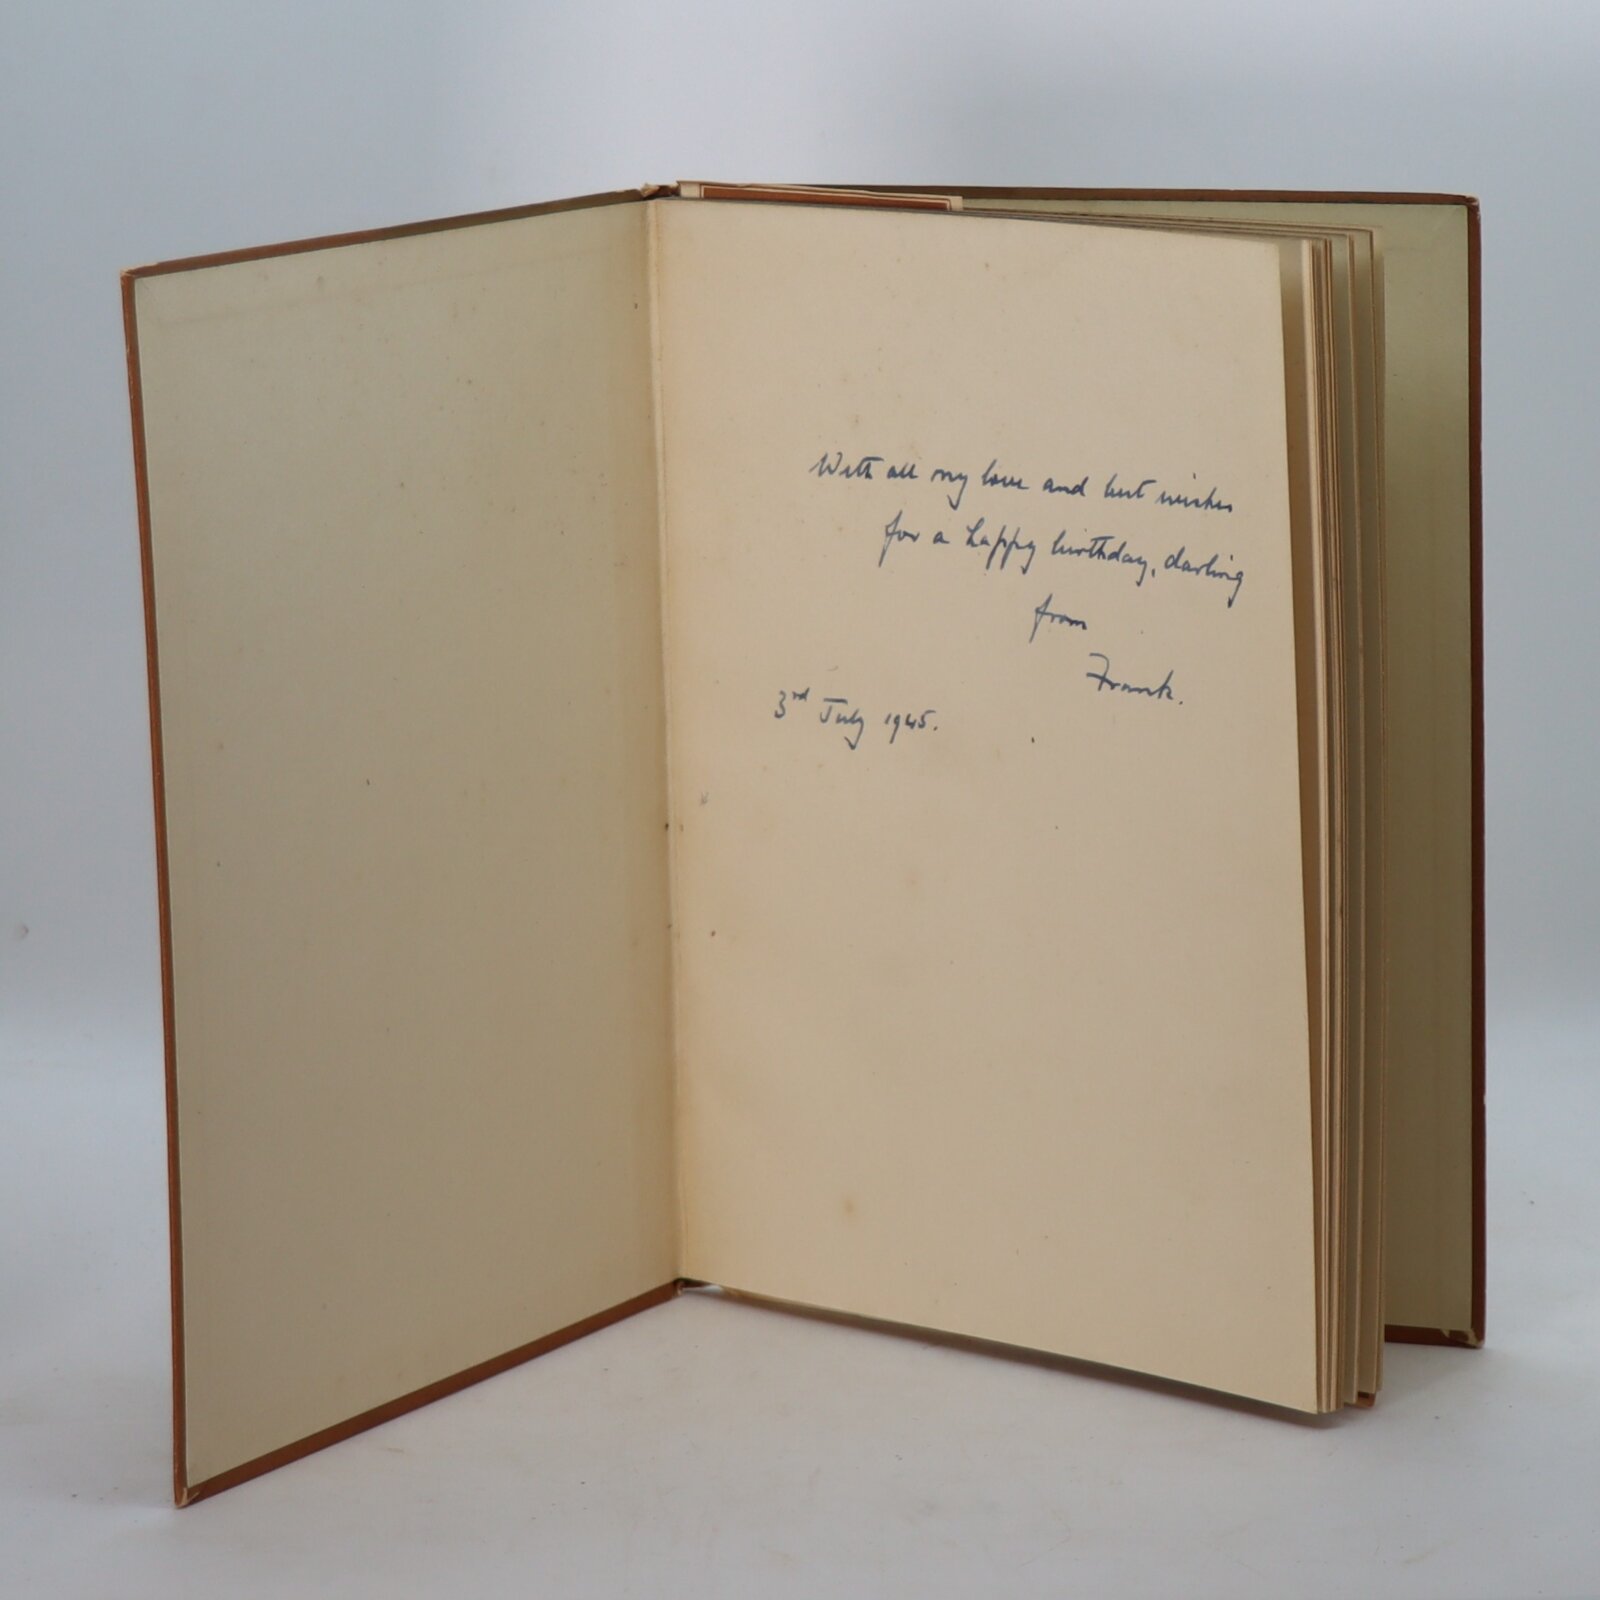 With all my love and best wishes
for a happy birthday, darling
from
Frank.
3rd July 1945.